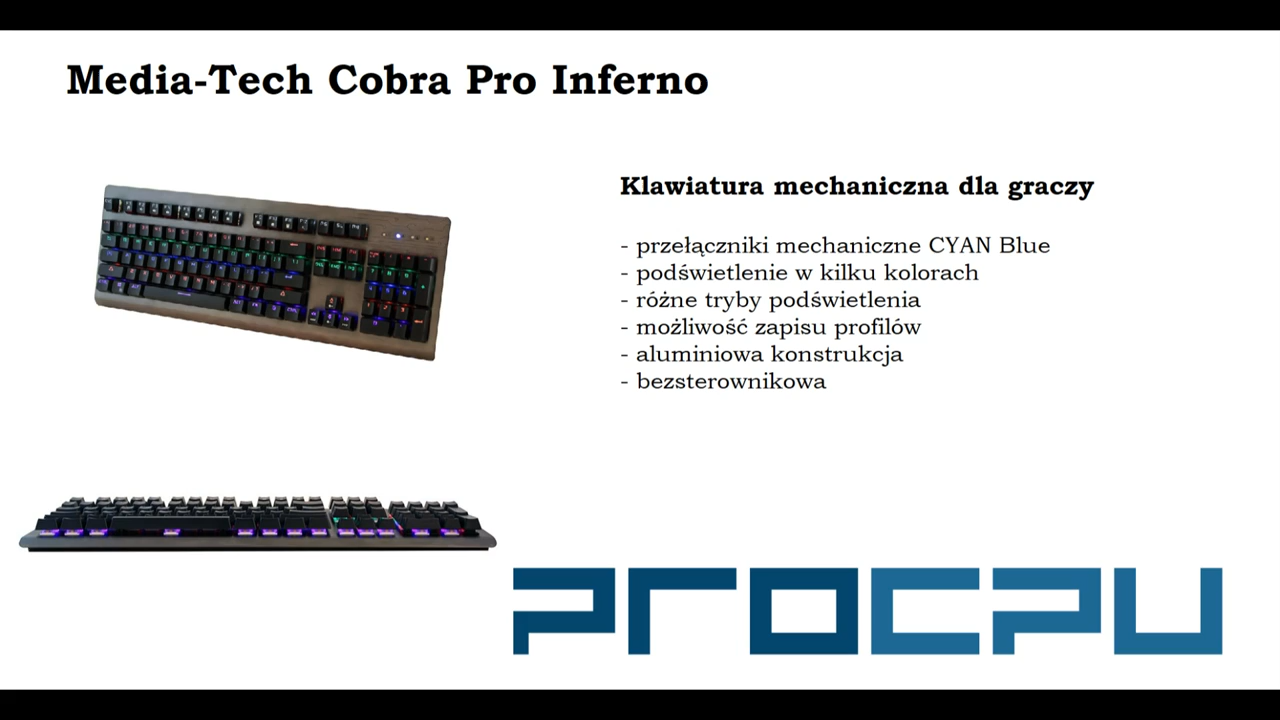 Media-Tech Cobra Pro Inferno
Klawiatura mechaniczna dla graczy
- przełączniki mechaniczne CYAN Blue
- podświetlenie w kilku kolorach
- różne tryby podświetlenia
- możliwość zapisu profilów
- aluminiowa konstrukcja
- bezsterownikowa
PROCPU